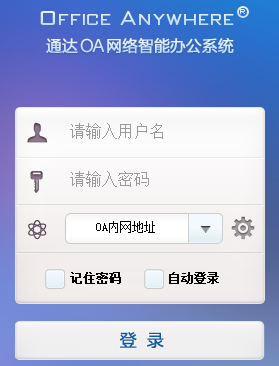 OFFICE ANYWHERE®
通达OA网络智能办公系统
请输入用户名
请输入密码
OA内网地址
记住密码 自动登录
登 录